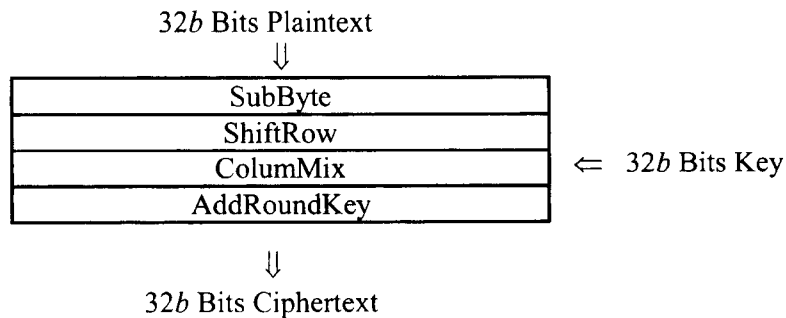 32b Bits Plaintext
⇓
SubByte
ShiftRow
ColumMix
⇐ 32b Bits Key
AddRoundKey
⇓
32b Bits Ciphertext